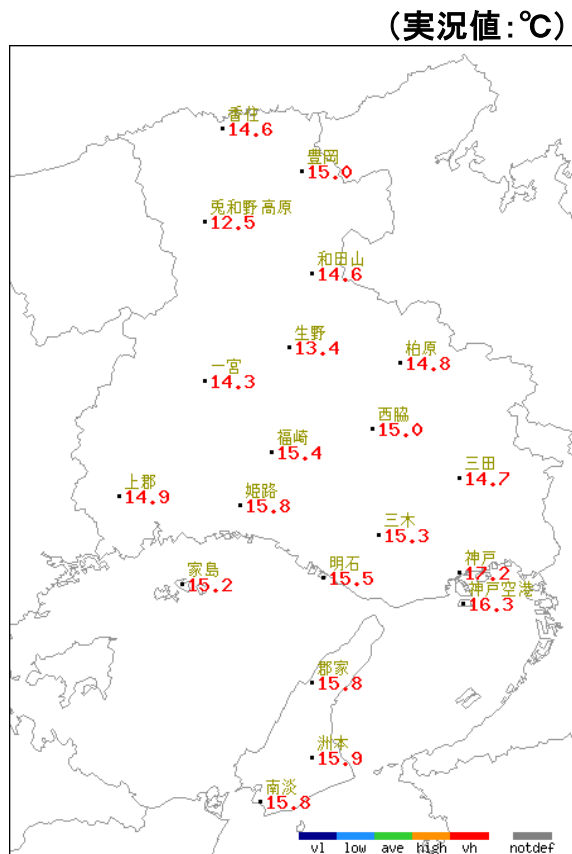 (実況値:℃)
香住
14.6
豊岡
15.0
兎和野高原
12.5
和田山
14.6
生野
13.4
柏原
14.8
一宮
14.3
西脇
15.0
福崎
15.4
三田
14.7
上郡
14.9
姫路
15.8
三木
15.3
家島
15.2
明石
15.5
神戸
17.2
神戸空港
16.3
郡家
15.8
洲本
15.9
南淡
15.8
vl low ave high vh notdef